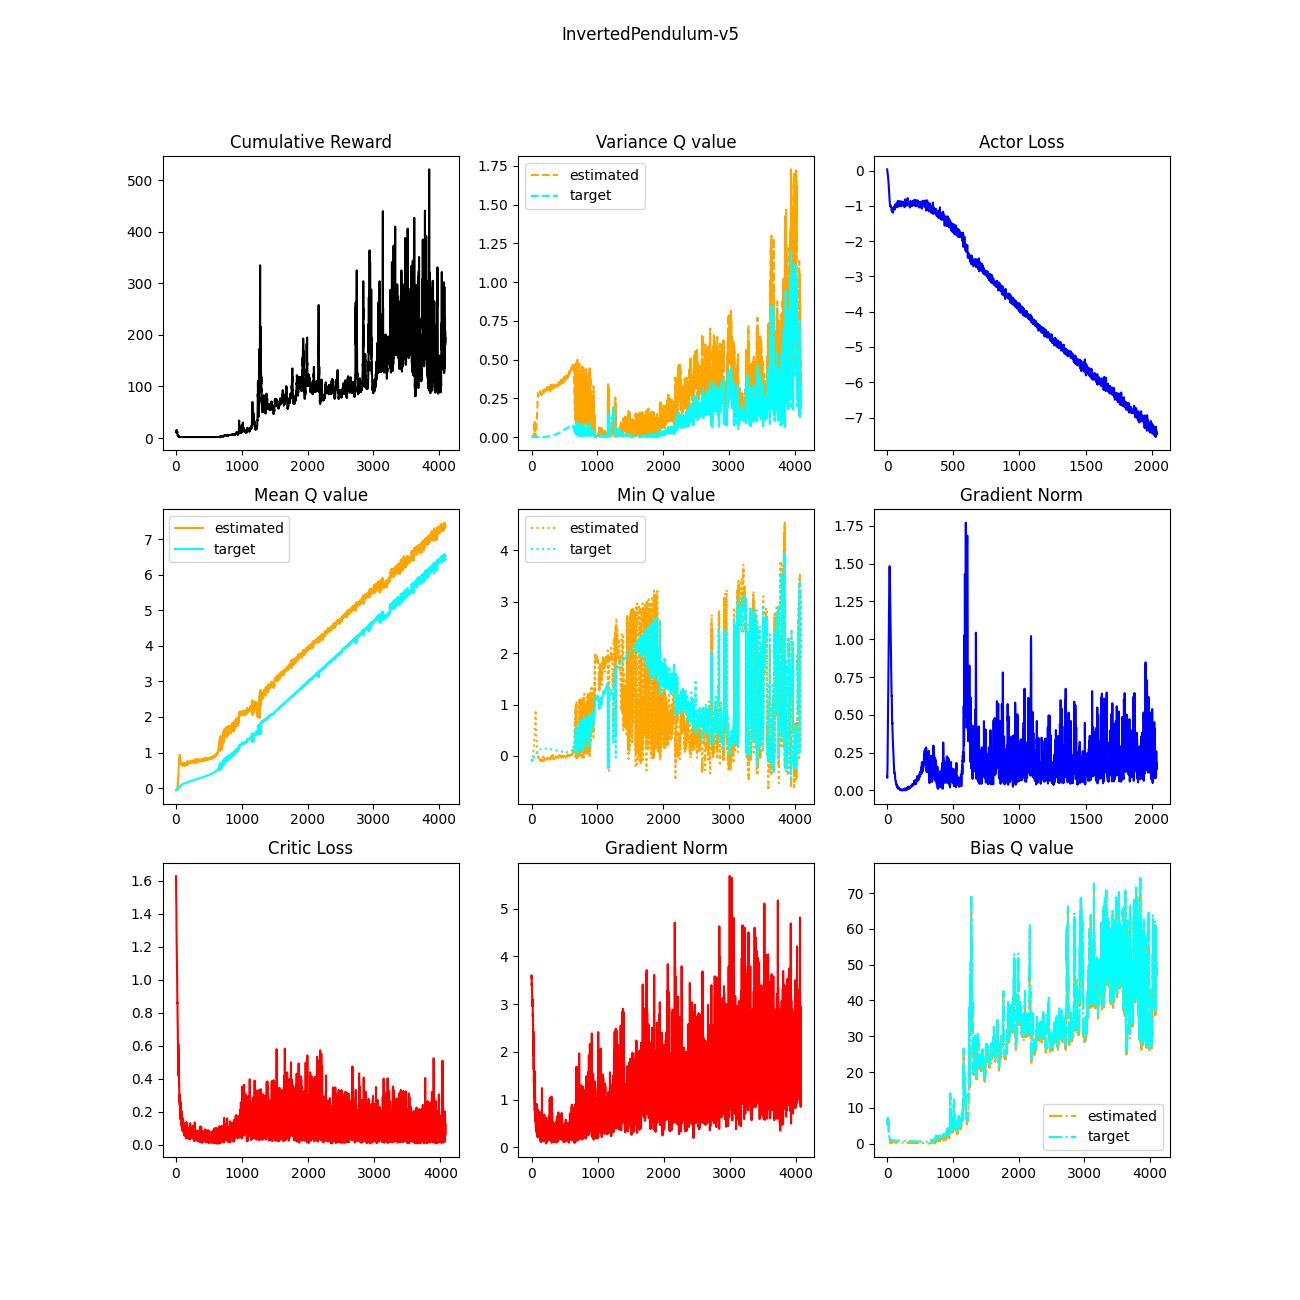 InvertedPendulum-v5
Cumulative Reward
500
400
300
200
100
0
0 1000 2000 3000 4000
Variance Q value
estimated
target
1.75
1.50
1.25
1.00
0.75
0.50
0.25
0.00
0 1000 2000 3000 4000
Actor Loss
0
−1
−2
−3
−4
−5
−6
−7
0 500 1000 1500 2000
Mean Q value
estimated
target
7
6
5
4
3
2
1
0
0 1000 2000 3000 4000
Min Q value
estimated
target
4
3
2
1
0
0 1000 2000 3000 4000
Gradient Norm
1.75
1.50
1.25
1.00
0.75
0.50
0.25
0.00
0 500 1000 1500 2000
Critic Loss
1.6
1.4
1.2
1.0
0.8
0.6
0.4
0.2
0.0
0 1000 2000 3000 4000
Gradient Norm
5
4
3
2
1
0
0 1000 2000 3000 4000
Bias Q value
70
60
50
40
30
20
10
0
estimated
target
0 1000 2000 3000 4000